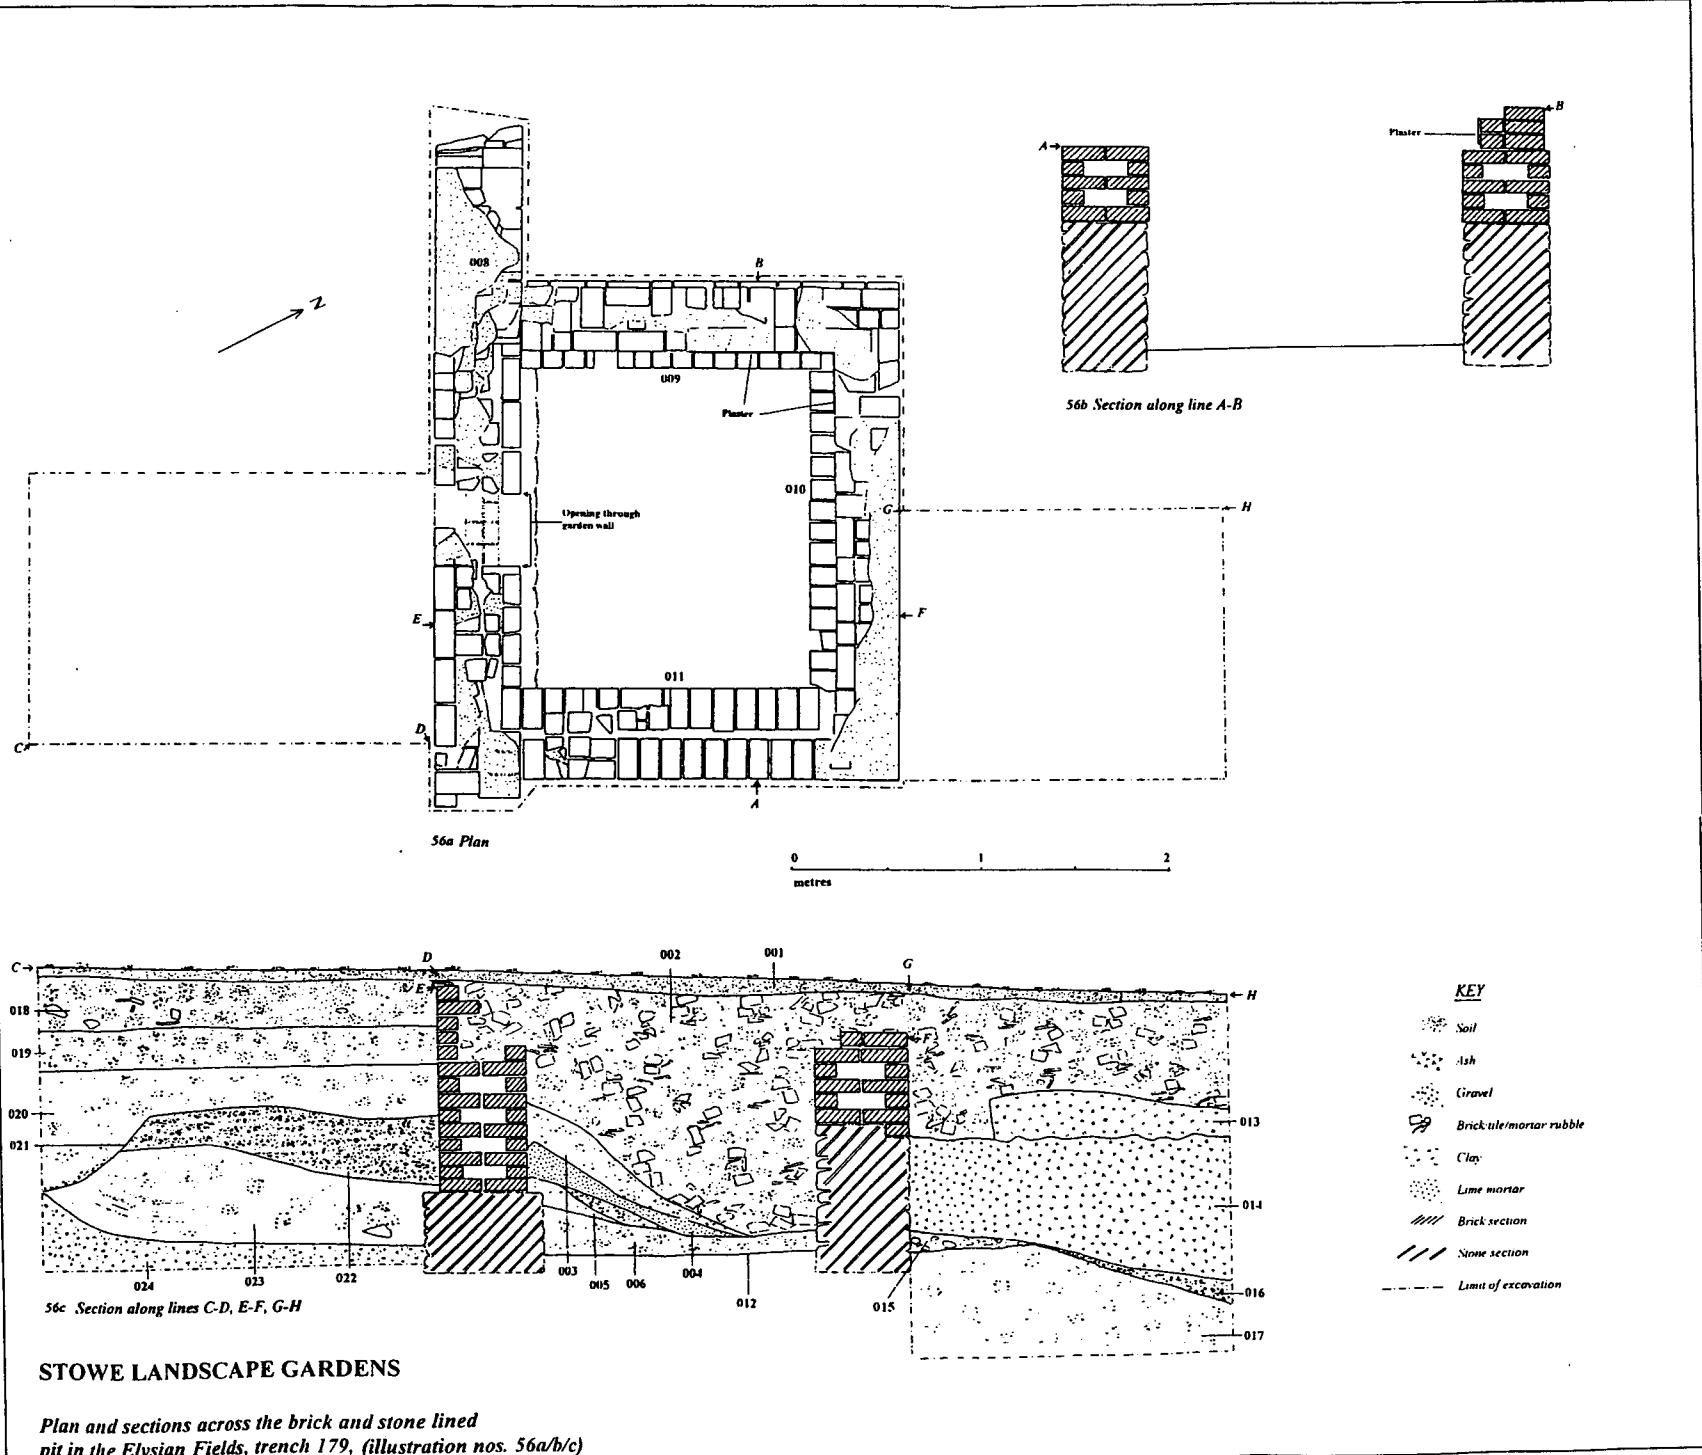 N
008
B
009
Plaster
010
Opening through
garden wall
G
H
E
F
011
D
C
A
56a Plan
A
Plaster
B
56b Section along line A-B
0 1 2
metres
C
D
E
002
001
G
H
F
018
019
020
021
013
014
015
016
017
024
023
022
003
005
006
004
012
56c Section along lines C-D, E-F, G-H
KEY
Soil
Ash
Gravel
Brick/tile/mortar rubble
Clay
Lime mortar
Brick section
Stone section
Limit of excavation
STOWE LANDSCAPE GARDENS
Plan and sections across the brick and stone lined
pit in the Elysian Fields, trench 179, (illustration nos. 56a/b/c)